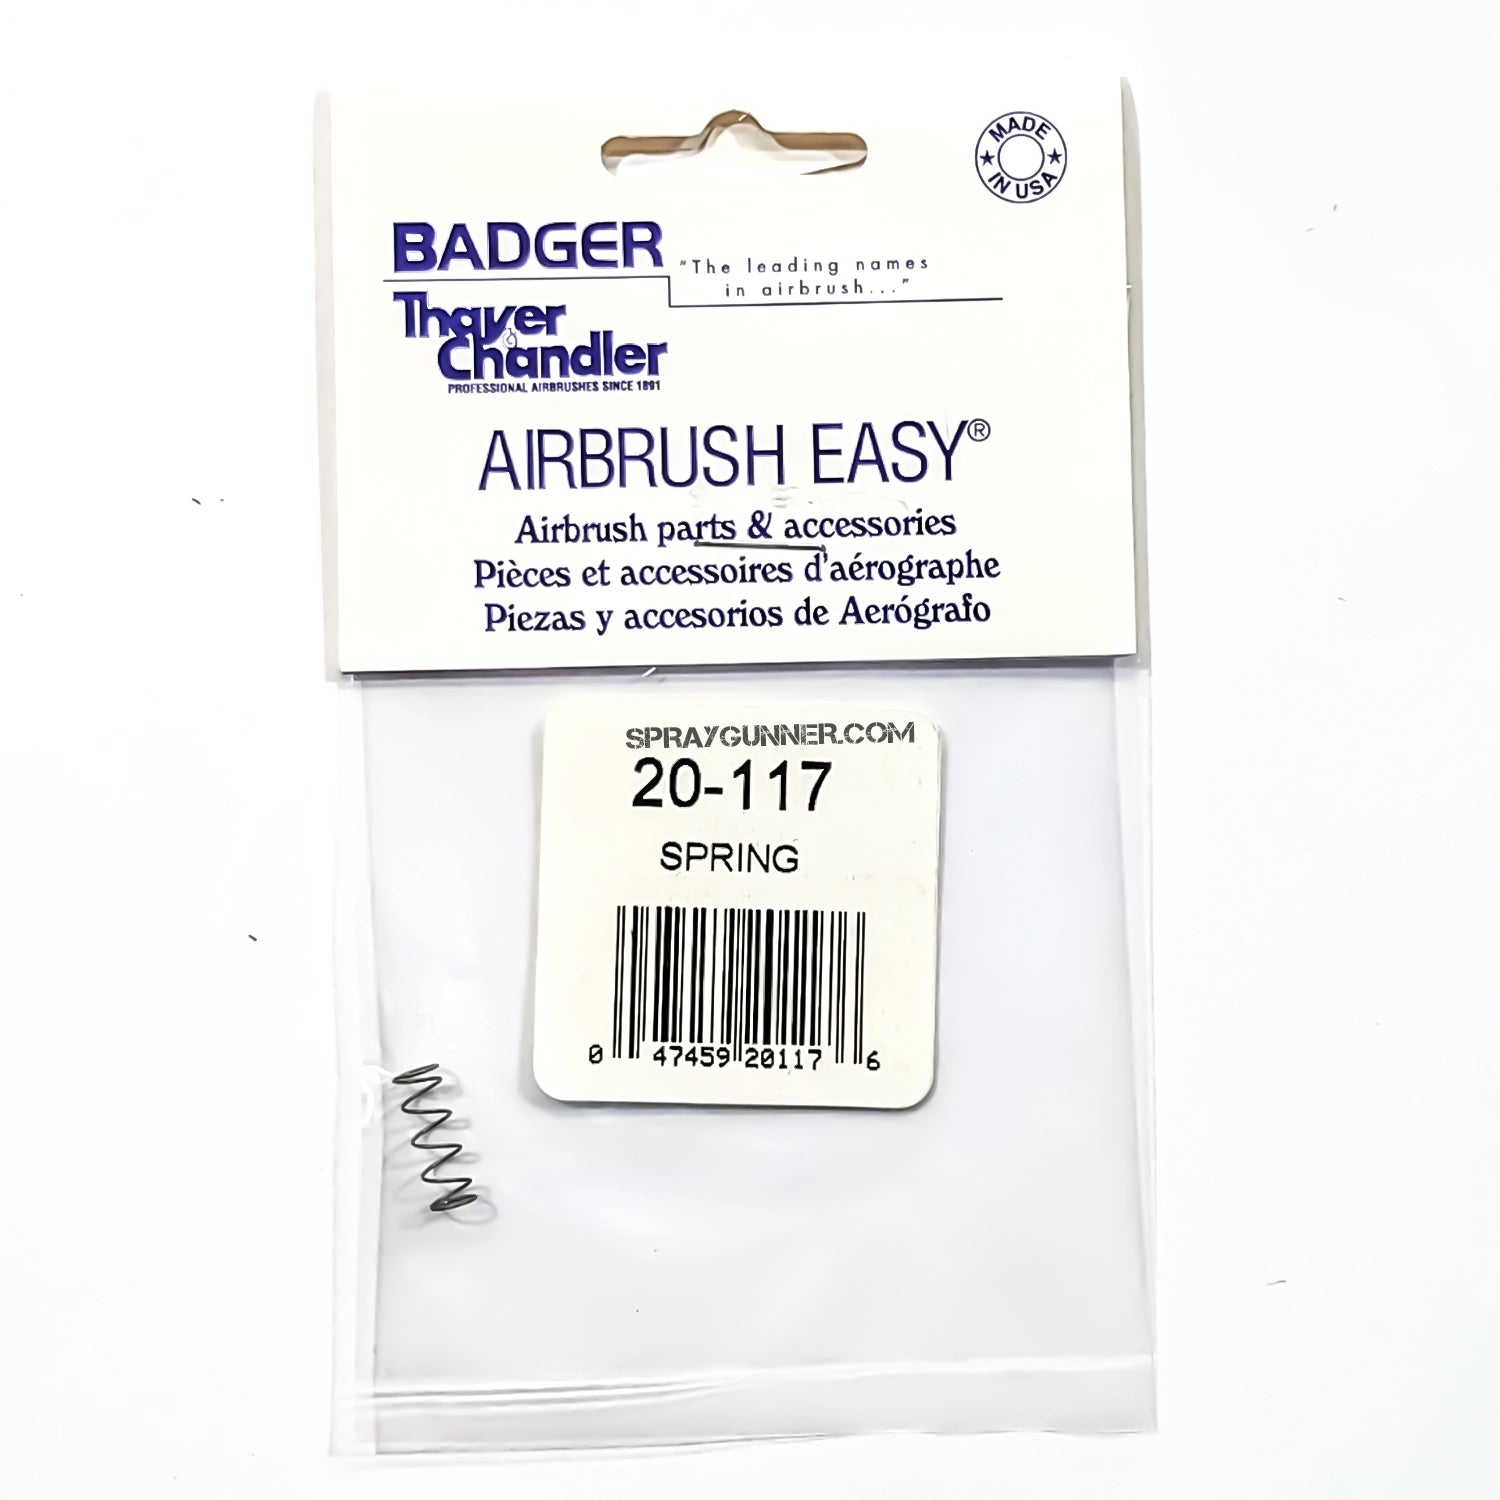 MADE
IN USA
BADGER
"The leading names
in airbrush..."
Thayer
& Chandler
PROFESSIONAL AIRBRUSHES SINCE 1891
AIRBRUSH EASY®
Airbrush parts & accessories
Pièces et accessoires d'aérographe
Piezas y accesorios de Aerógrafo
SPRAYGUNNER.COM
20-117
SPRING
0 47459 20117 6